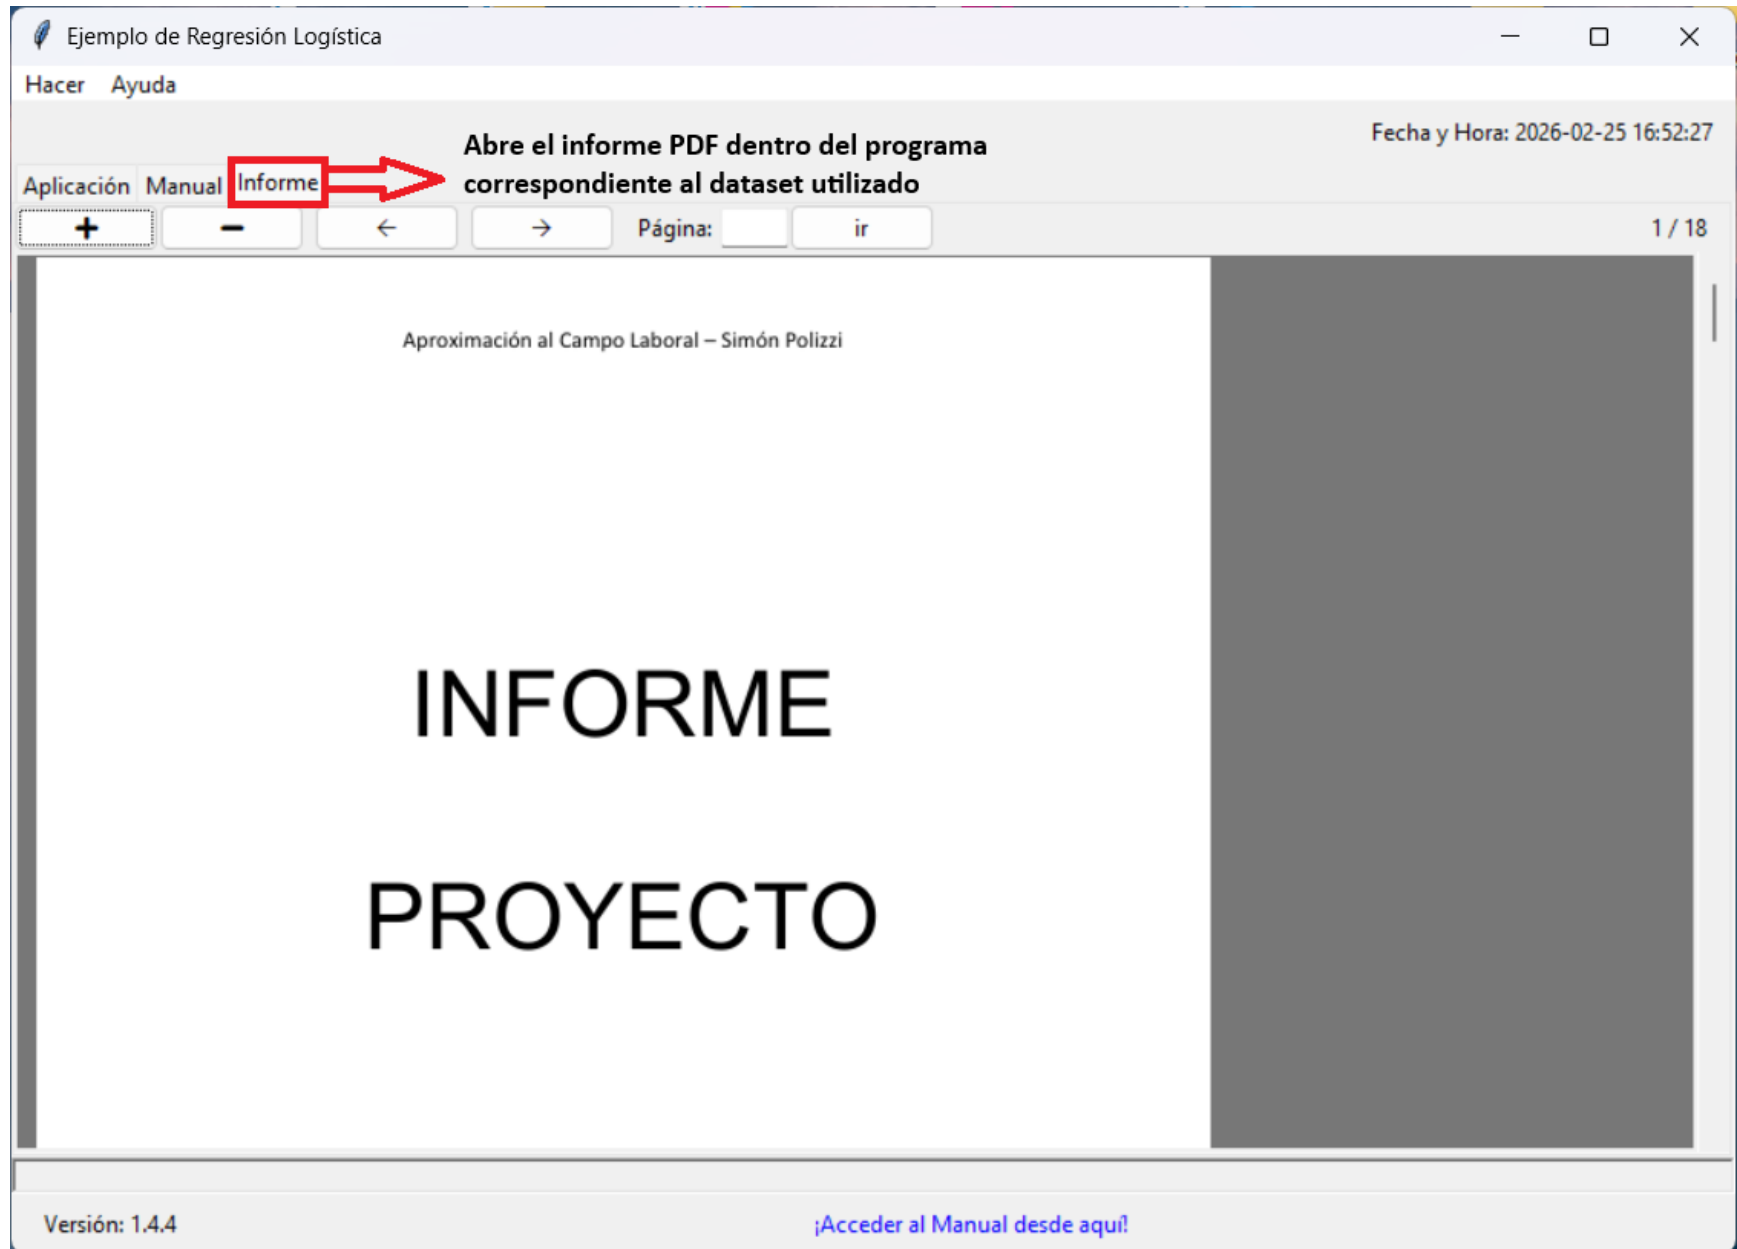 Ejemplo de Regresión Logística
Hacer Ayuda
Fecha y Hora: 2026-02-25 16:52:27
Abre el informe PDF dentro del programa
correspondiente al dataset utilizado
Aplicación Manual Informe
+ - ← → Página: ir 1 / 18
Aproximación al Campo Laboral – Simón Polizzi
INFORME
PROYECTO
Versión: 1.4.4 ¡Acceder al Manual desde aquí!